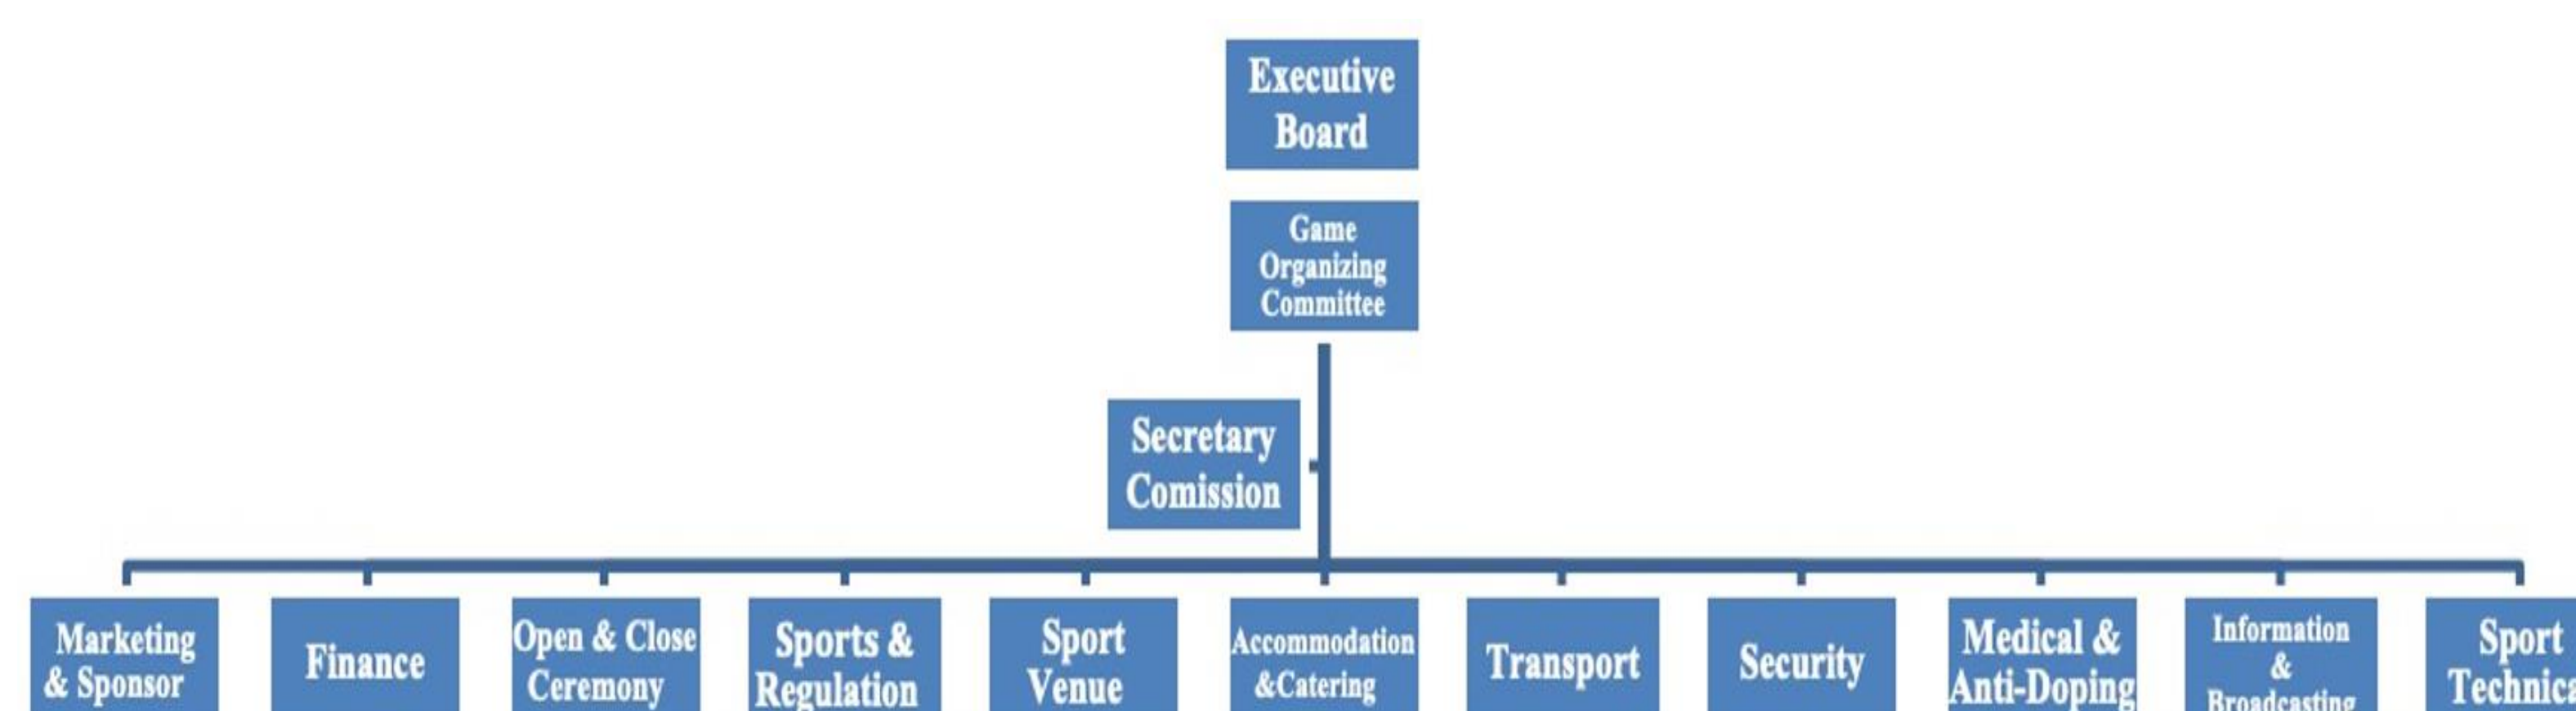 Executive
Board
Game
Organizing
Committee
Secretary
Comission
Marketing
& Sponsor
Finance
Open & Close
Ceremony
Sports &
Regulation
Sport
Venue
Accommodation
&Catering
Transport
Security
Medical &
Anti-Doping
Information
&
Broadcasting
Sport